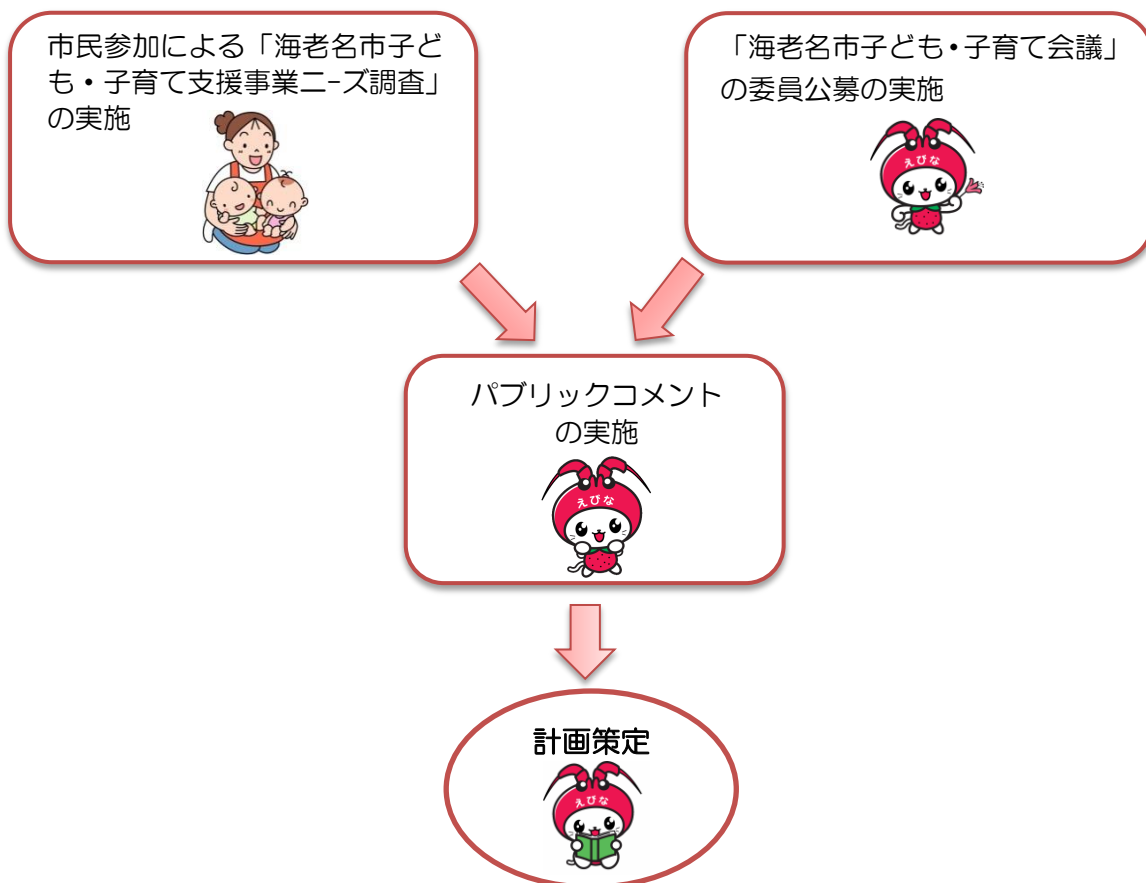 市民参加による「海老名市子ど
も・子育て支援事業ニｰズ調査」
の実施
「海老名市子ども・子育て会議」
の委員公募の実施
えびな
パブリックコメント
の実施
えびな
計画策定
えびな